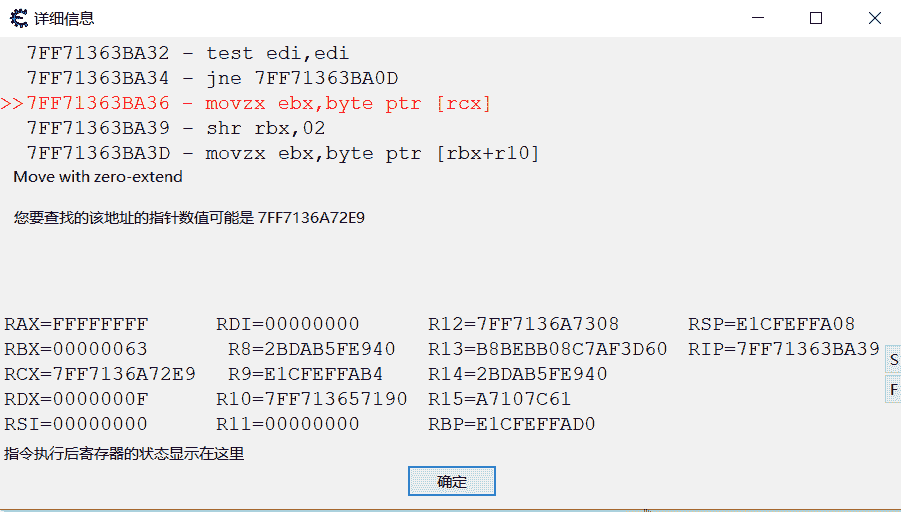 详细信息
7FF71363BA32 - test edi,edi
7FF71363BA34 - jne 7FF71363BA0D
>>7FF71363BA36 - movzx ebx,byte ptr [rcx]
7FF71363BA39 - shr rbx,02
7FF71363BA3D - movzx ebx,byte ptr [rbx+r10]
Move with zero-extend
您要查找的该地址的指针数值可能是 7FF7136A72E9
RAX=FFFFFFFF RDI=00000000 R12=7FF7136A7308 RSP=E1CFEFFA08
RBX=00000063 R8=2BDAB5FE940 R13=B8BEBB08C7AF3D60 RIP=7FF71363BA39
S
RCX=7FF7136A72E9 R9=E1CFEFFAB4 R14=2BDAB5FE940
F
RDX=0000000F R10=7FF713657190 R15=A7107C61
RSI=00000000 R11=00000000 RBP=E1CFEFFAD0
指令执行后寄存器的状态显示在这里
确定